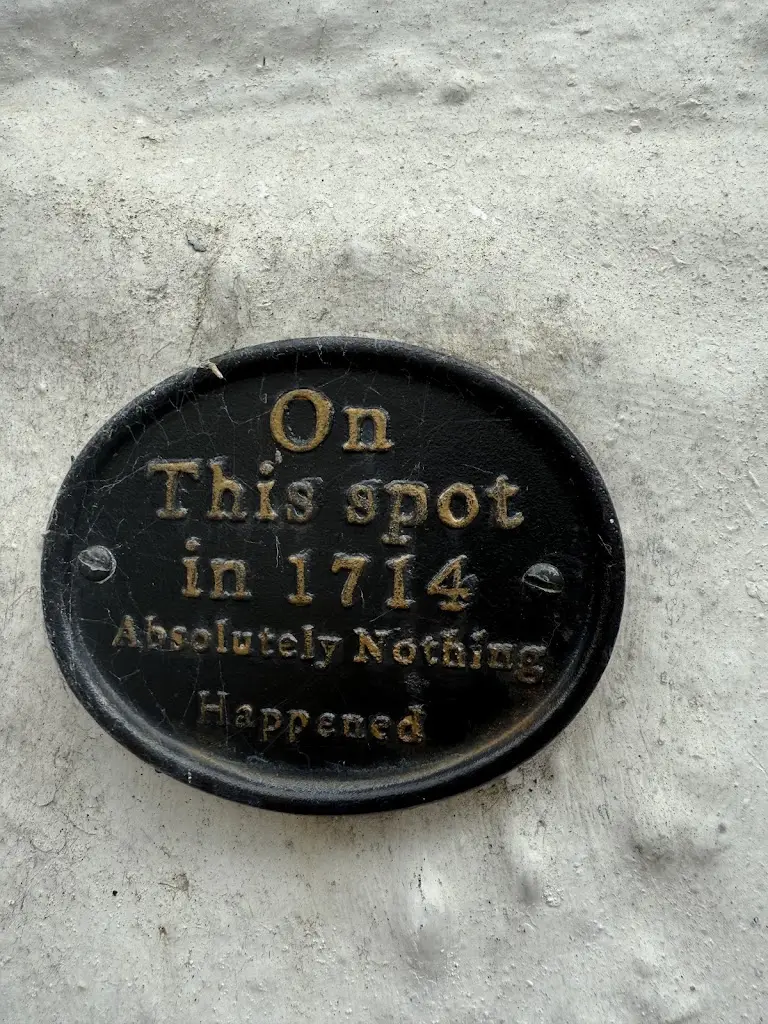 On
This spot
in 1714
Absolutely Nothing
Happened